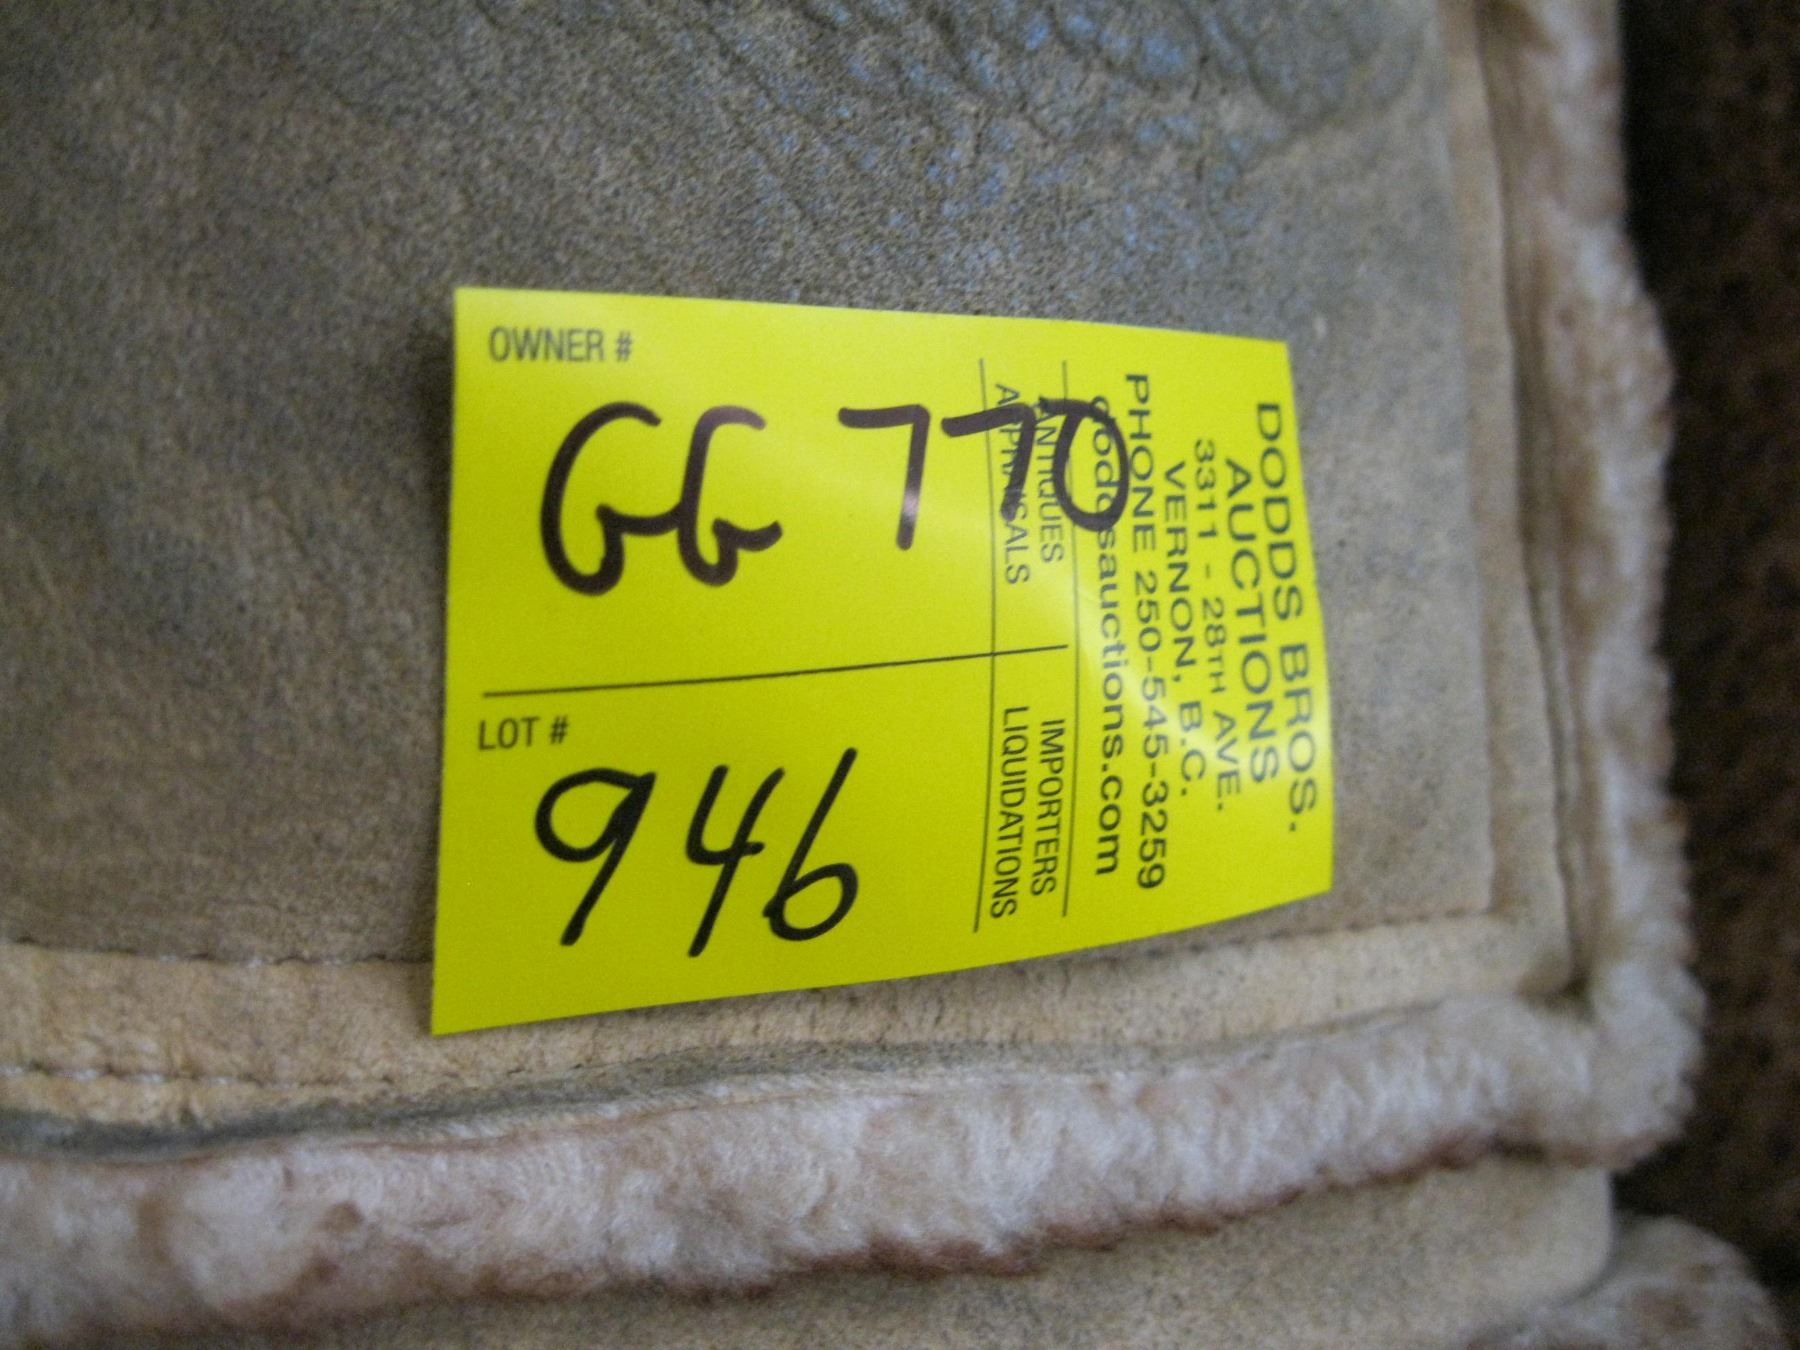 OWNER #
GG 770
LOT #
946
DODDS BROS.
AUCTIONS
3311 - 28TH AVE.
VERNON, B.C.
PHONE 250-545-3259
doddsauctions.com
ANTIQUES IMPORTERS
APPRAISALS LIQUIDATIONS